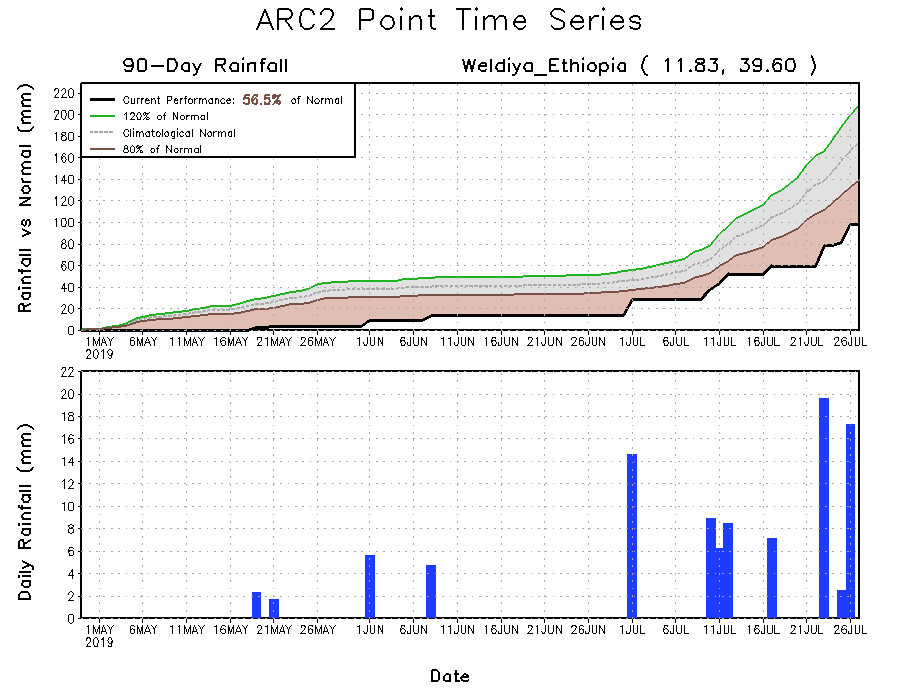 ARC2 Point Time Series
90-Day Rainfall
Weldiya_Ethiopia ( 11.83, 39.60 )
Rainfall vs Normal (mm)
220
200
180
160
140
120
100
80
60
40
20
0
Current Performance: 56.5% of Normal
120% of Normal
Climatological Normal
80% of Normal
1MAY 6MAY 11MAY 16MAY 21MAY 26MAY 1JUN 6JUN 11JUN 16JUN 21JUN 26JUN 1JUL 6JUL 11JUL 16JUL 21JUL 26JUL
2019
Daily Rainfall (mm)
22
20
18
16
14
12
10
8
6
4
2
0
1MAY 6MAY 11MAY 16MAY 21MAY 26MAY 1JUN 6JUN 11JUN 16JUN 21JUN 26JUN 1JUL 6JUL 11JUL 16JUL 21JUL 26JUL
2019
Date